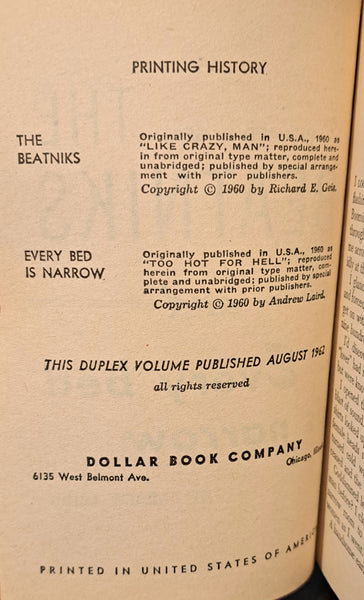 PRINTING HISTORY
THE
BEATNIKS
Originally published in U.S.A., 1960 as
"LIKE CRAZY, MAN"; reproduced here-
in from original type matter, complete and
unabridged; published by special arrange-
ment with prior publishers.
Copyright © 1960 by Richard E. Geis.
EVERY BED
IS NARROW
Originally published in U.S.A., 1960 as
"TOO HOT FOR HELL"; reproduced
herein from original type matter, com-
plete and unabridged; published by special
arrangement with prior publishers.
Copyright © 1960 by Andrew Laird.
THIS DUPLEX VOLUME PUBLISHED AUGUST 1962
all rights reserved
DOLLAR BOOK COMPANY
6135 West Belmont Ave.
Chicago,
PRINTED IN UNITED STATES OF AMERICA